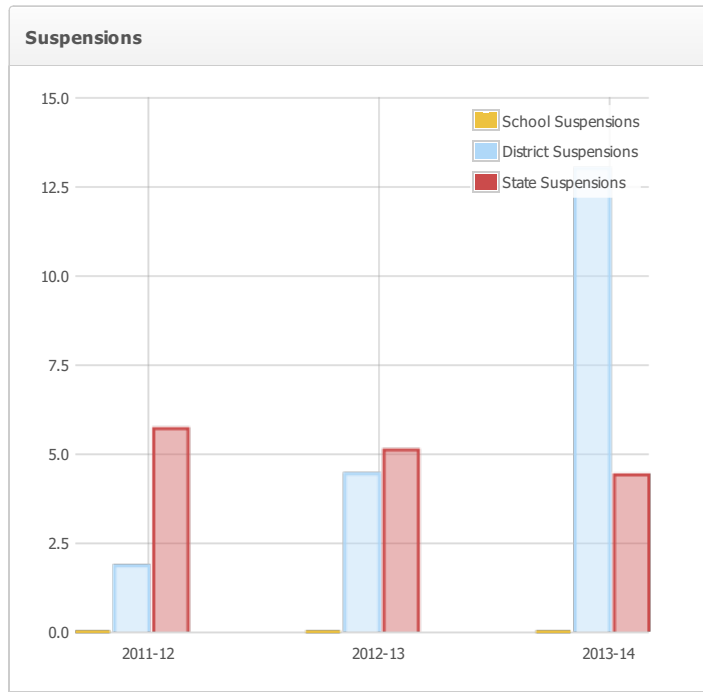 Suspensions
15.0
School Suspensions
District Suspensions
State Suspensions
12.5
10.0
7.5
5.0
2.5
0.0
2011-12 2012-13 2013-14